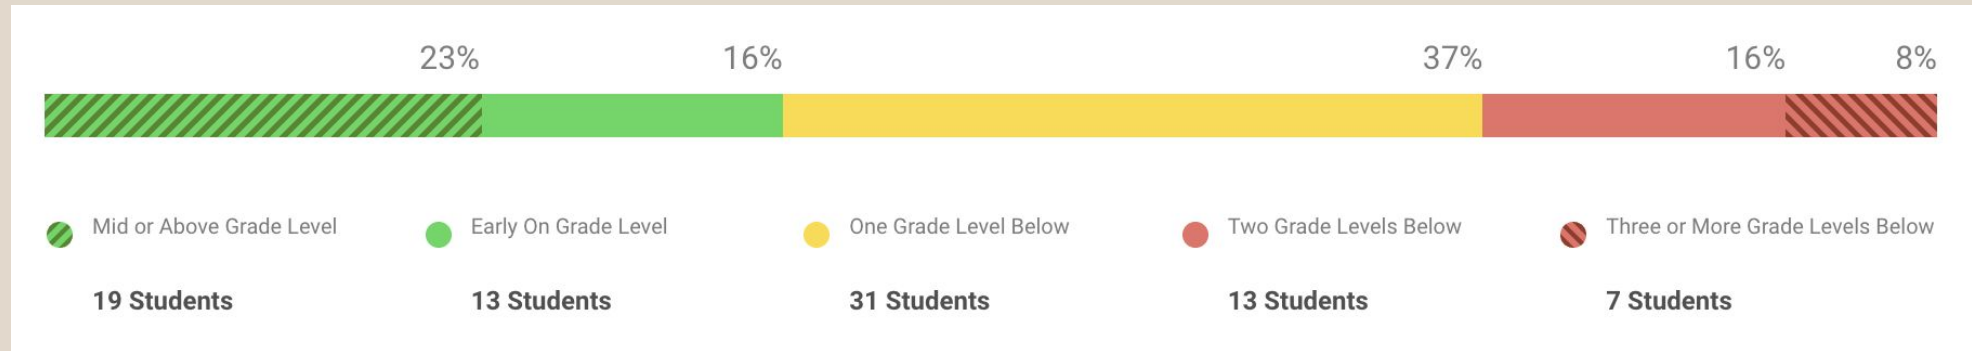 23% 16% 37% 16% 8%
Mid or Above Grade Level Early On Grade Level One Grade Level Below Two Grade Levels Below Three or More Grade Levels Below
19 Students 13 Students 31 Students 13 Students 7 Students